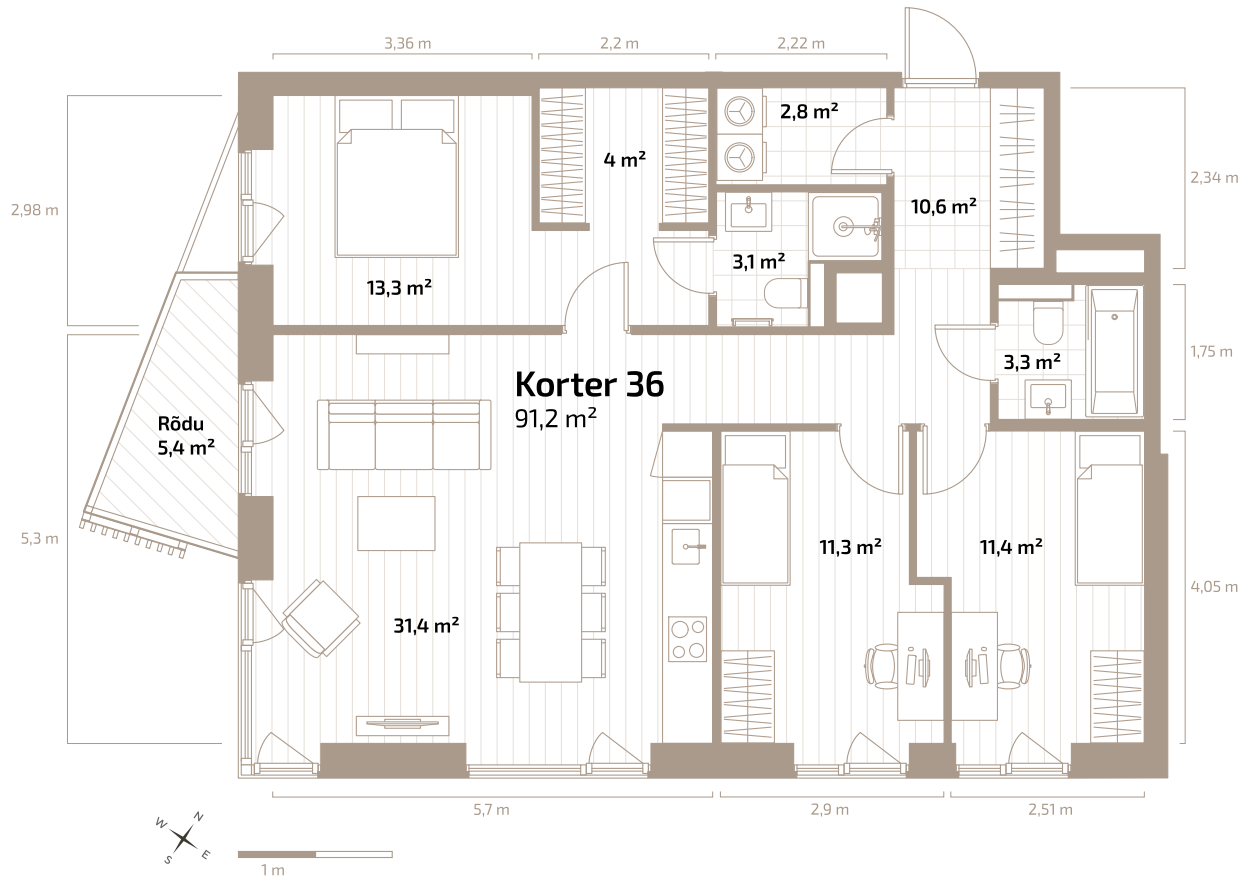 3,36 m
2,2 m
2,22 m
2,8 m²
4 m²
2,34 m
2,98 m
10,6 m²
3,1 m²
13,3 m²
1,75 m
3,3 m²
Korter 36
91,2 m²
Rõdu
5,4 m²
5,3 m
11,3 m²
11,4 m²
4,05 m
31,4 m²
5,7 m
2,9 m
2,51 m
N
W
E
S
1 m